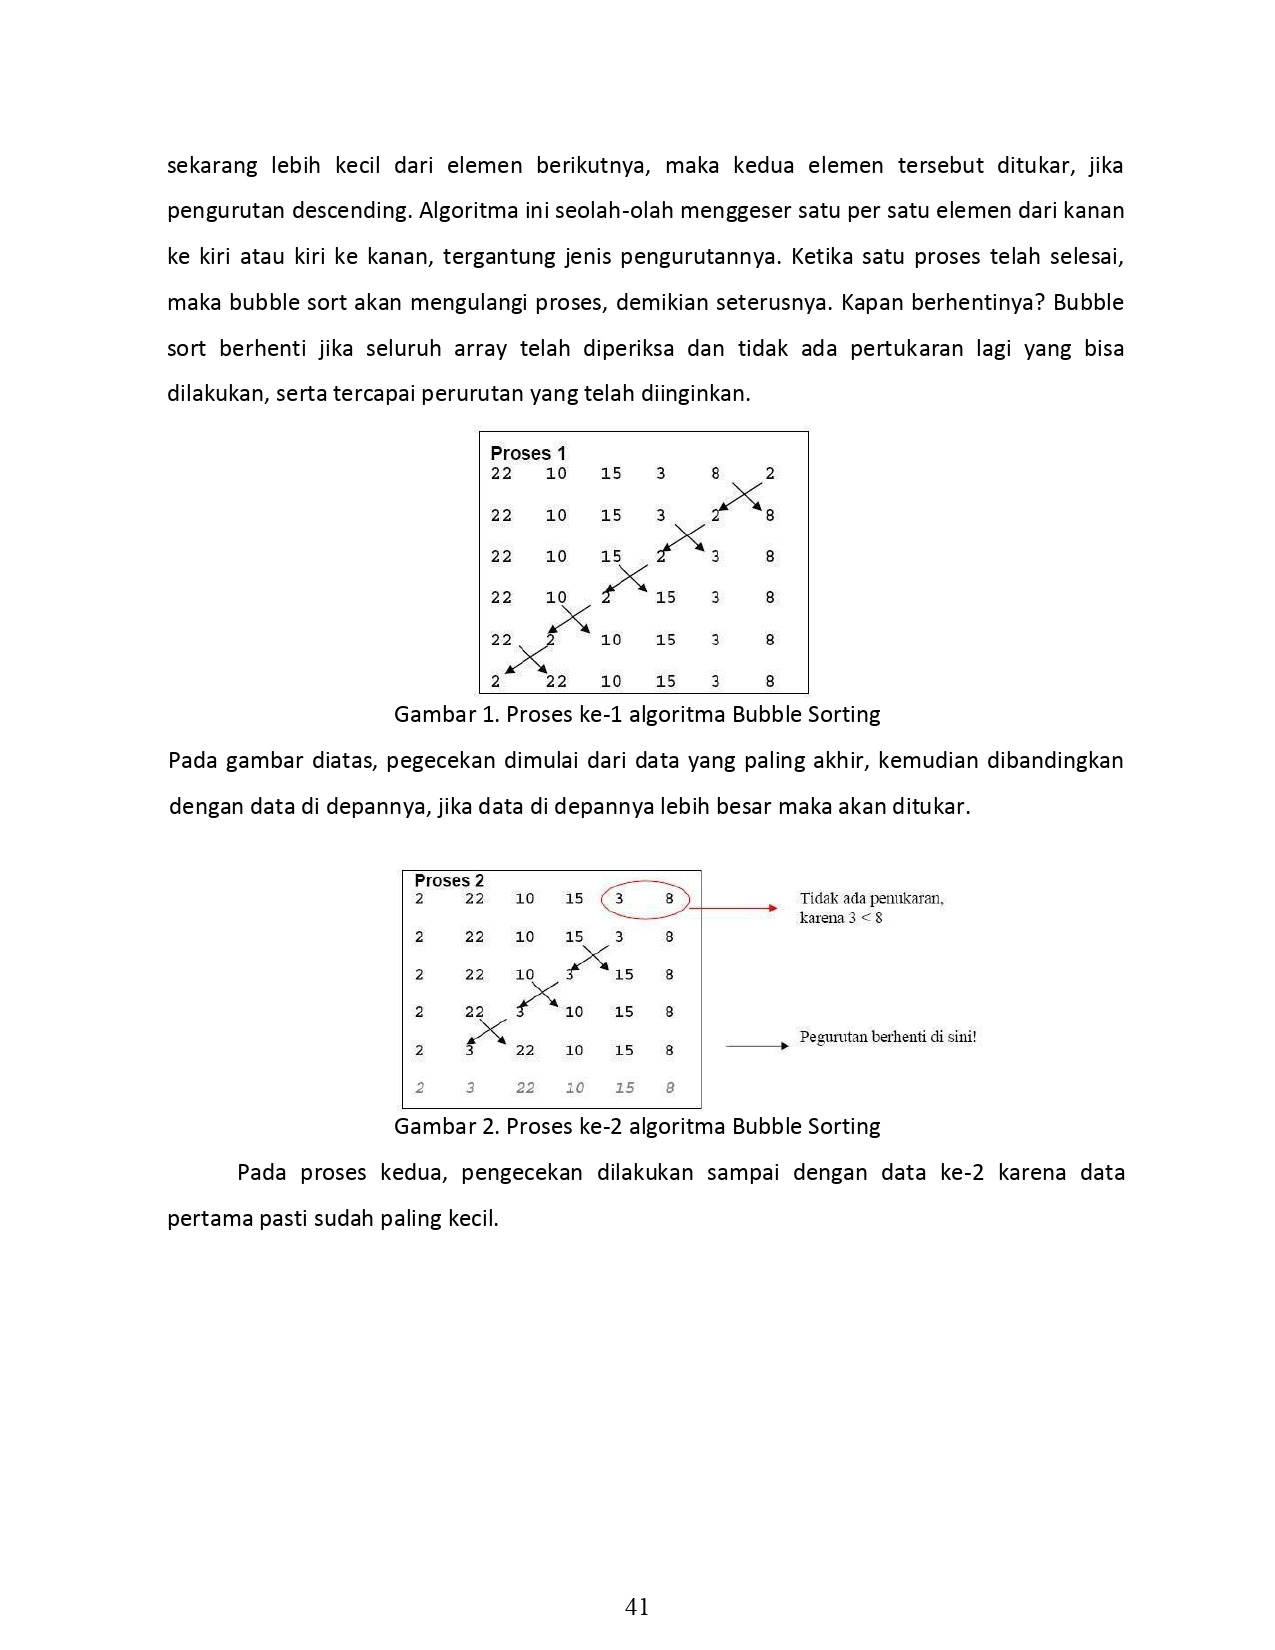 sekarang lebih kecil dari elemen berikutnya, maka kedua elemen tersebut ditukar, jika
pengurutan descending. Algoritma ini seolah-olah menggeser satu per satu elemen dari kanan
ke kiri atau kiri ke kanan, tergantung jenis pengurutannya. Ketika satu proses telah selesai,
maka bubble sort akan mengulangi proses, demikian seterusnya. Kapan berhentinya? Bubble
sort berhenti jika seluruh array telah diperiksa dan tidak ada pertukaran lagi yang bisa
dilakukan, serta tercapai perurutan yang telah diinginkan.
Proses 1
22 10 15 3 8 2
22 10 15 3 2 8
22 10 15 2 3 8
22 10 2 15 3 8
22 2 10 15 3 8
2 22 10 15 3 8
Gambar 1. Proses ke-1 algoritma Bubble Sorting
Pada gambar diatas, pegecekan dimulai dari data yang paling akhir, kemudian dibandingkan
dengan data di depannya, jika data di depannya lebih besar maka akan ditukar.
Proses 2
2 22 10 15 3 8
Tidak ada penukaran,
karena 3 < 8
2 22 10 15 3 8
2 22 10 3 15 8
2 22 3 10 15 8
2 3 22 10 15 8
Pegurutan berhenti di sini!
2 3 22 10 15 8
Gambar 2. Proses ke-2 algoritma Bubble Sorting
Pada proses kedua, pengecekan dilakukan sampai dengan data ke-2 karena data
pertama pasti sudah paling kecil.
41